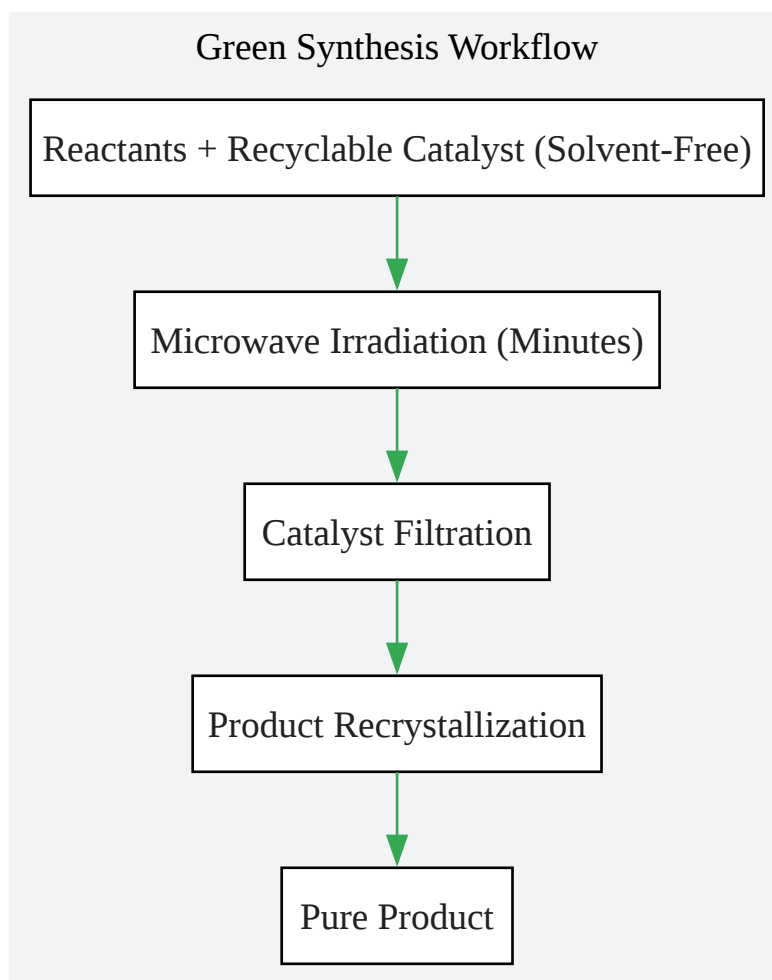 Green Synthesis Workflow
Reactants + Recyclable Catalyst (Solvent-Free)
Microwave Irradiation (Minutes)
Catalyst Filtration
Product Recrystallization
Pure Product